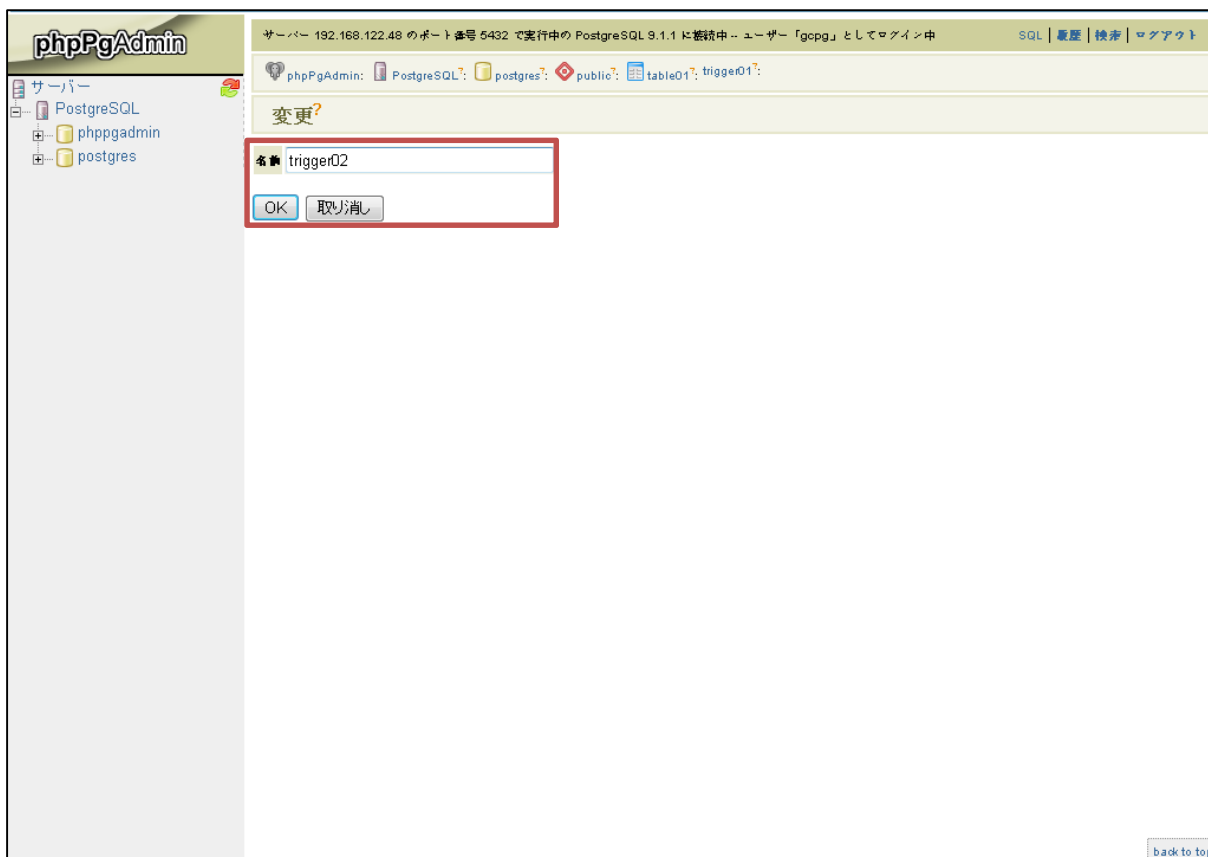 phpPgAdmin
サーバー 192.168.122.48 のポート番号 5432 で実行中の PostgreSQL 9.1.1 に接続中 -- ユーザー「gcpg」としてログイン中
SQL | 履歴 | 検索 | ログアウト
phpPgAdmin: PostgreSQL?: postgres?: public?: table01?: trigger01?:
サーバー
PostgreSQL
phppgadmin
postgres
変更?
名前 trigger02
OK 取り消し
back to top